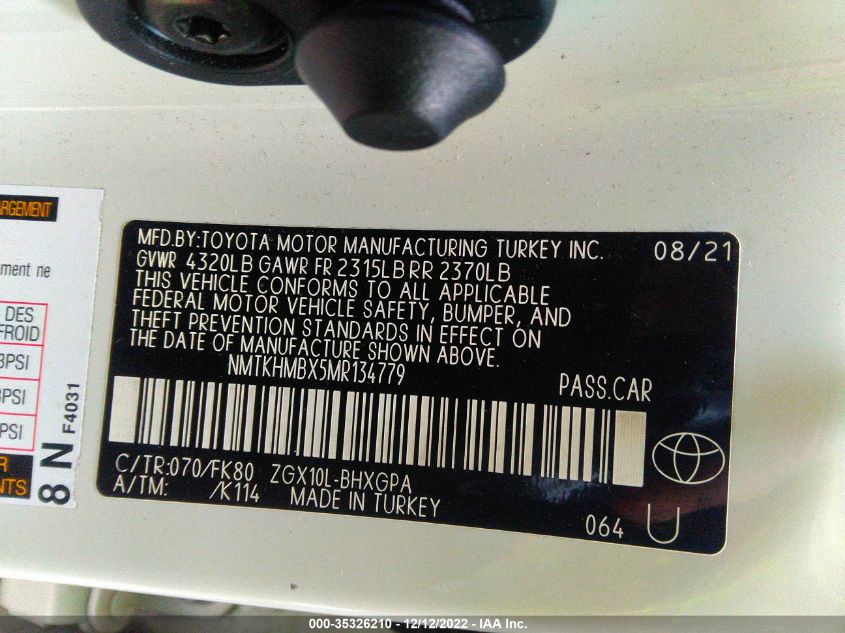 ARGEMENT
ment ne
DES
FROID
3PSI
3PSI
PSI
R
NTS
8 N
F4031
MFD.BY:TOYOTA MOTOR MANUFACTURING TURKEY INC. 08/21
GVWR 4320LB GAWR FR 2315LB RR 2370LB
THIS VEHICLE CONFORMS TO ALL APPLICABLE
FEDERAL MOTOR VEHICLE SAFETY, BUMPER, AND
THEFT PREVENTION STANDARDS IN EFFECT ON
THE DATE OF MANUFACTURE SHOWN ABOVE.
NMTKHMBX5MR134779 PASS.CAR
C/TR:070/FK80 ZGX10L-BHXGPA
A/TM: /K114 MADE IN TURKEY
064 U
000-35326210 - 12/12/2022 - IAA Inc.